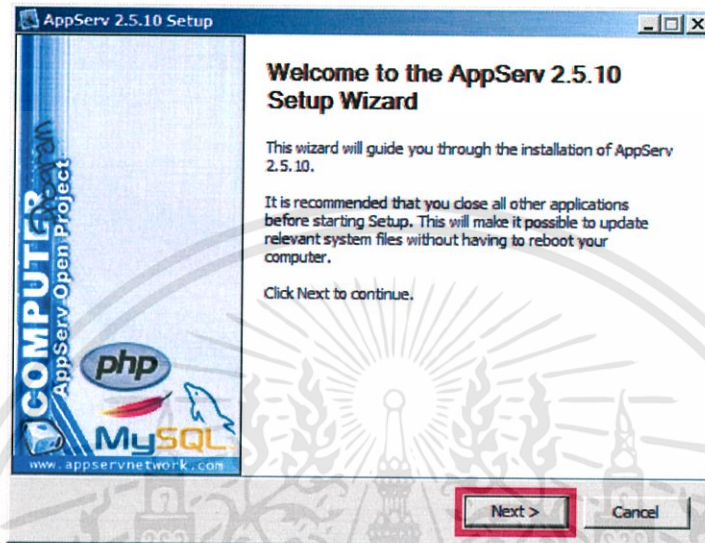 AppServ 2.5.10 Setup
Welcome to the AppServ 2.5.10
Setup Wizard
This wizard will guide you through the installation of AppServ
2.5.10.
It is recommended that you close all other applications
before starting Setup. This will make it possible to update
relevant system files without having to reboot your
computer.
Click Next to continue.
COMPUTER
Program
AppServ Open Project
php
MySQL
www.appservnetwork.com
Next >
Cancel